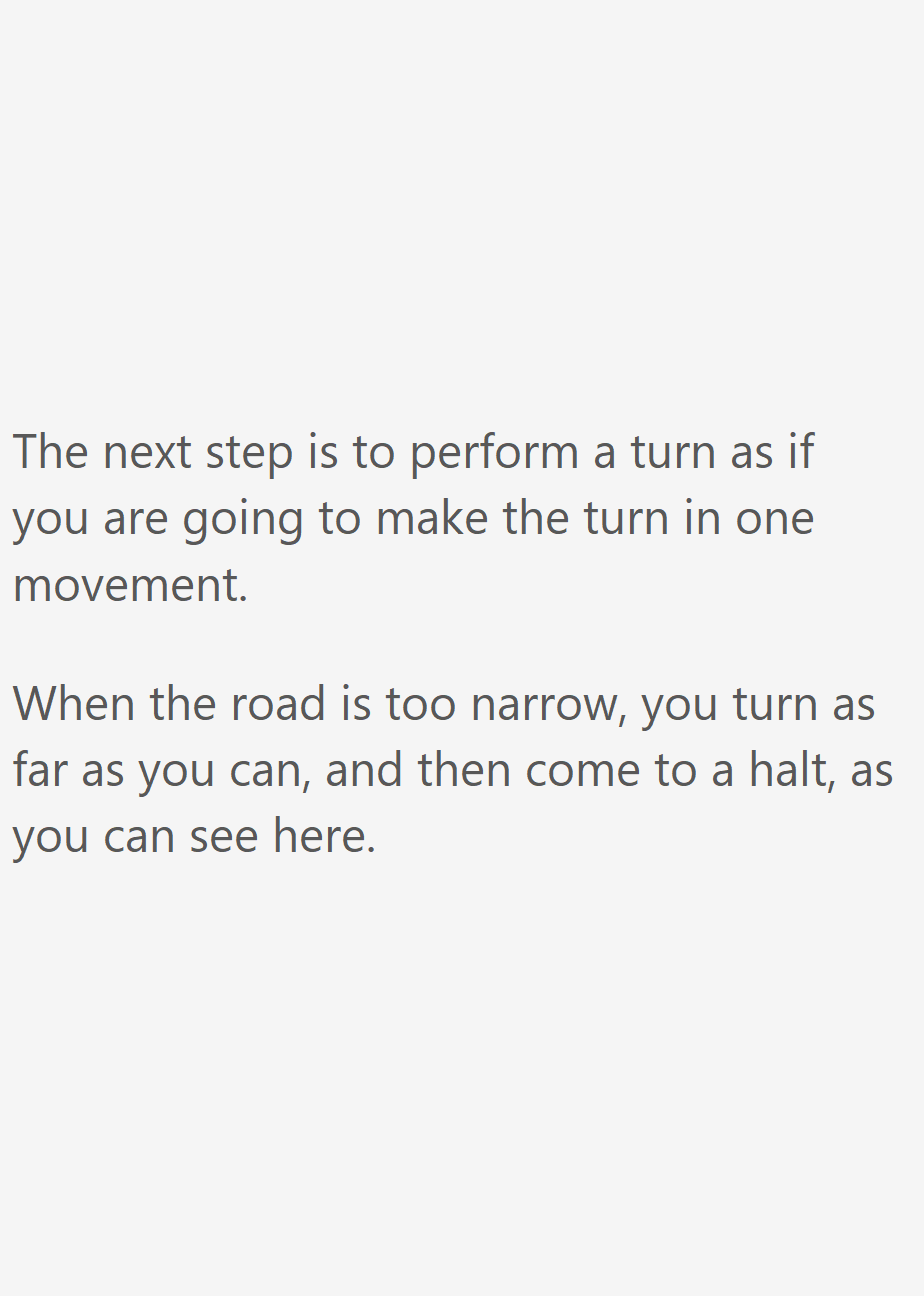 The next step is to perform a turn as if
you are going to make the turn in one
movement.
When the road is too narrow, you turn as
far as you can, and then come to a halt, as
you can see here.